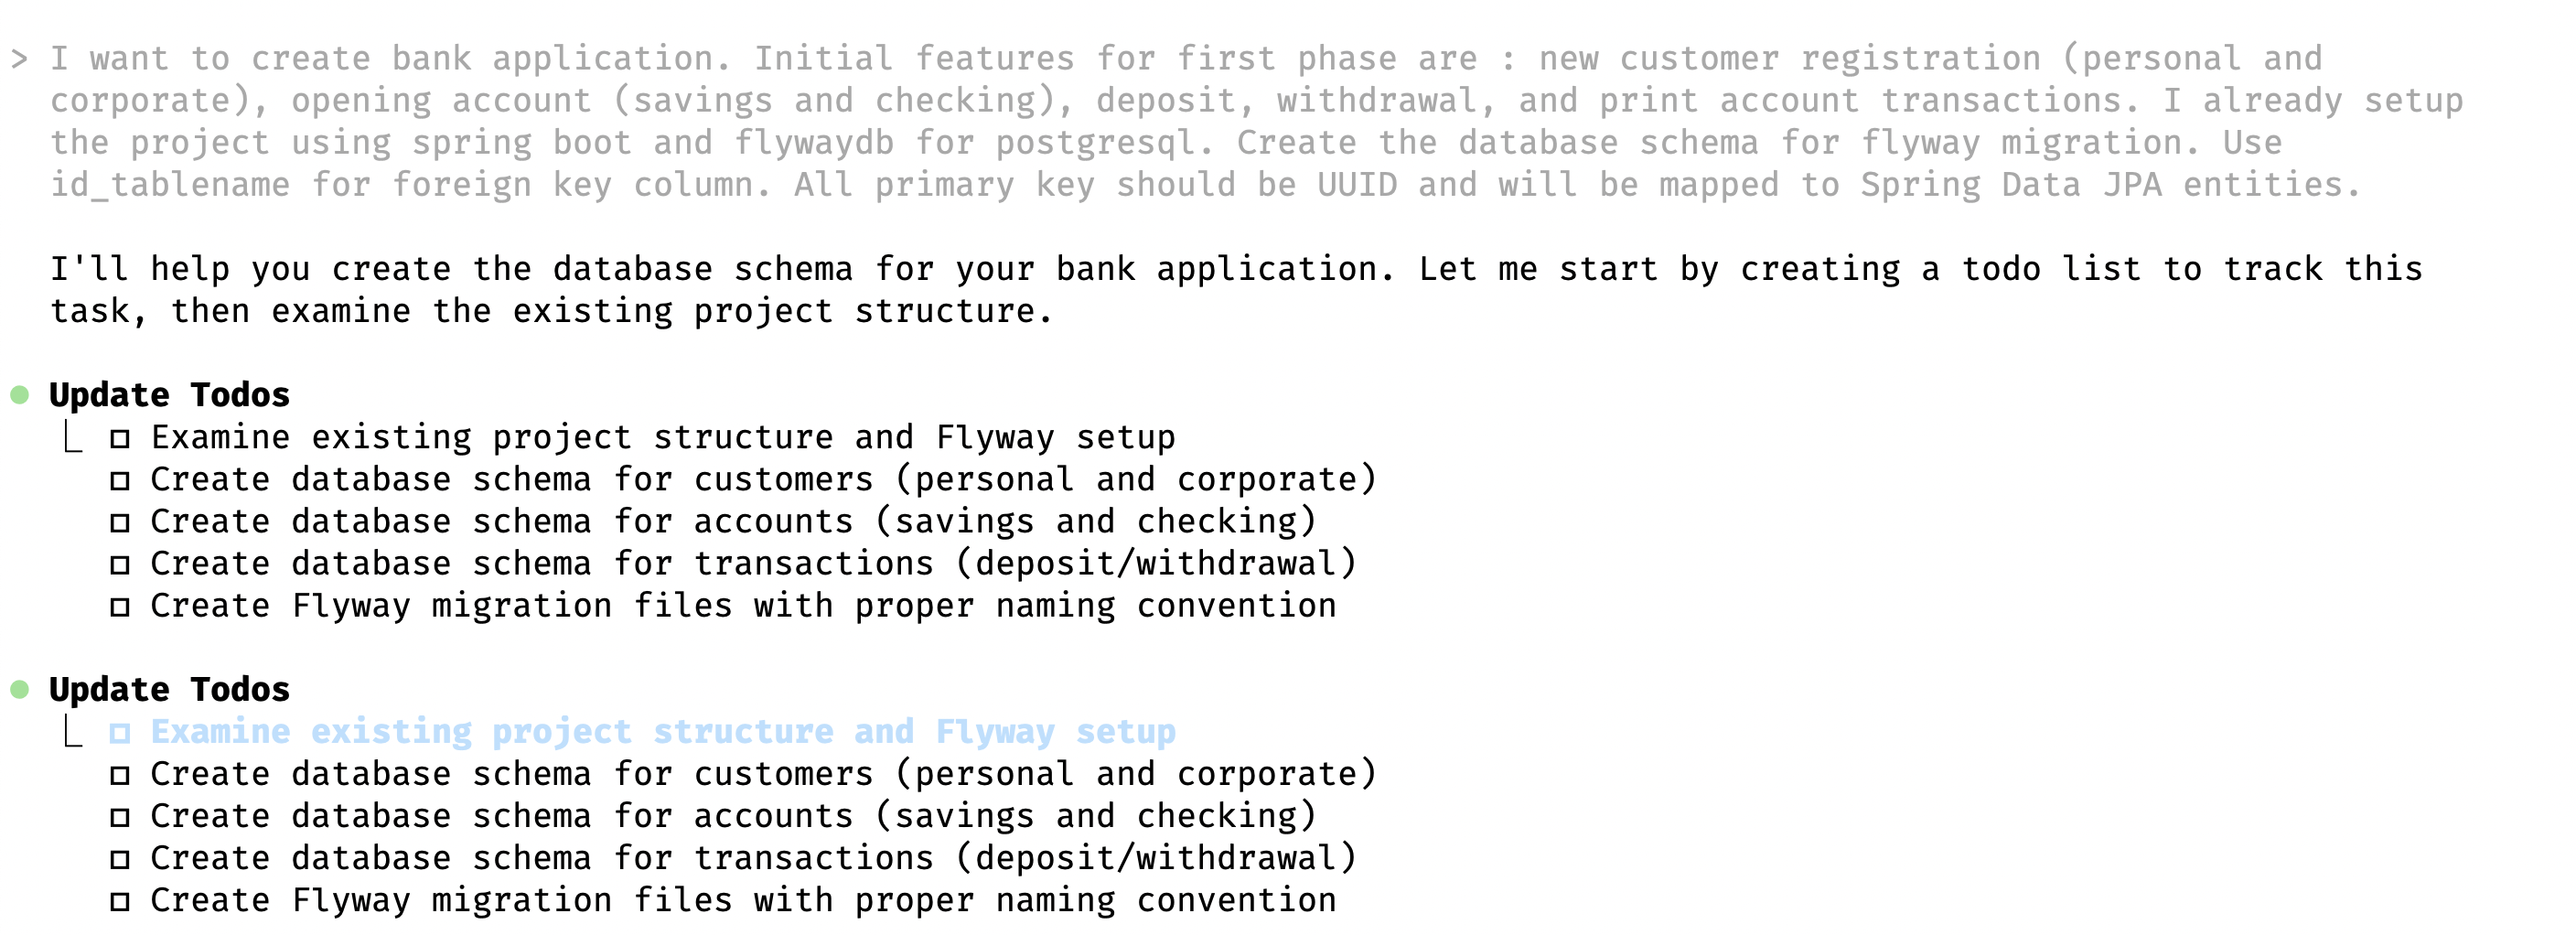 > I want to create bank application. Initial features for first phase are : new customer registration (personal and
corporate), opening account (savings and checking), deposit, withdrawal, and print account transactions. I already setup
the project using spring boot and flywaydb for postgresql. Create the database schema for flyway migration. Use
id_tablename for foreign key column. All primary key should be UUID and will be mapped to Spring Data JPA entities.
I'll help you create the database schema for your bank application. Let me start by creating a todo list to track this
task, then examine the existing project structure.
Update Todos
Examine existing project structure and Flyway setup
Create database schema for customers (personal and corporate)
Create database schema for accounts (savings and checking)
Create database schema for transactions (deposit/withdrawal)
Create Flyway migration files with proper naming convention
Update Todos
Examine existing project structure and Flyway setup
Create database schema for customers (personal and corporate)
Create database schema for accounts (savings and checking)
Create database schema for transactions (deposit/withdrawal)
Create Flyway migration files with proper naming convention